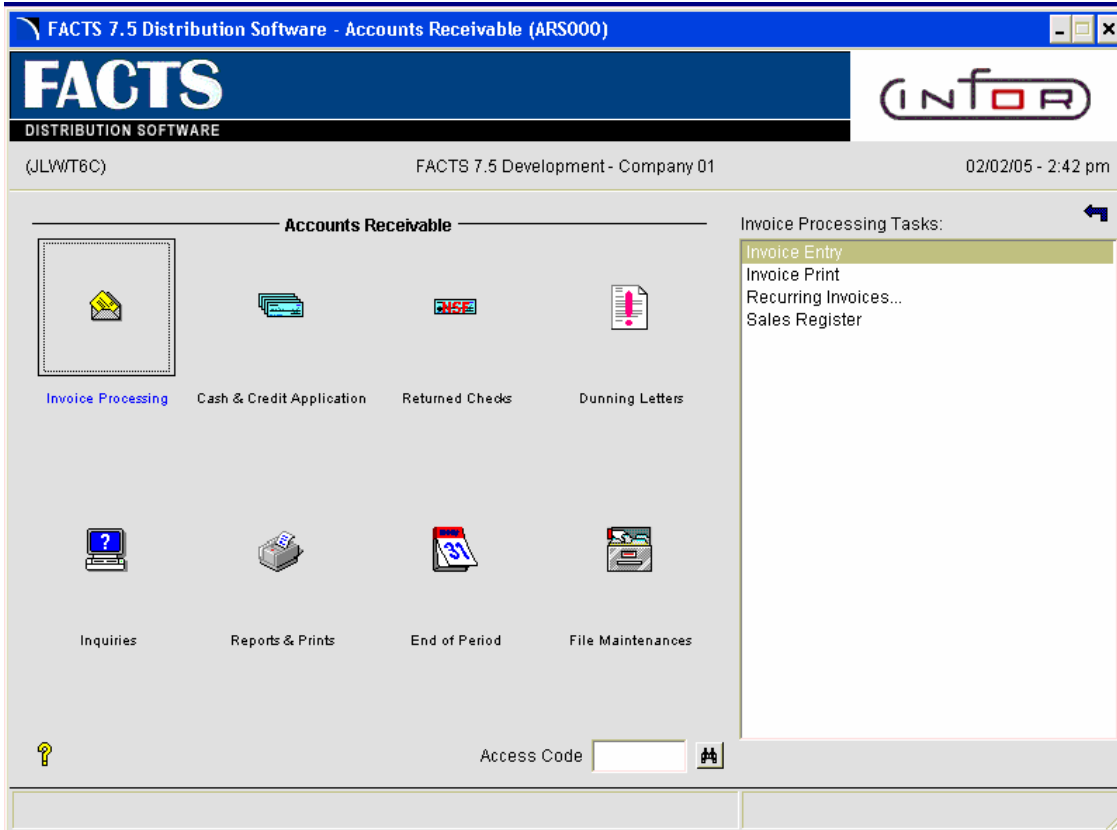 FACTS 7.5 Distribution Software - Accounts Receivable (ARS000)
FACTS
DISTRIBUTION SOFTWARE
INFOR
(JLW/T6C) FACTS 7.5 Development - Company 01 02/02/05 - 2:42 pm
Accounts Receivable
NSF
Invoice Processing Cash & Credit Application Returned Checks Dunning Letters
?
31
Inquiries Reports & Prints End of Period File Maintenances
?
Access Code
Invoice Processing Tasks:
Invoice Entry
Invoice Print
Recurring Invoices...
Sales Register